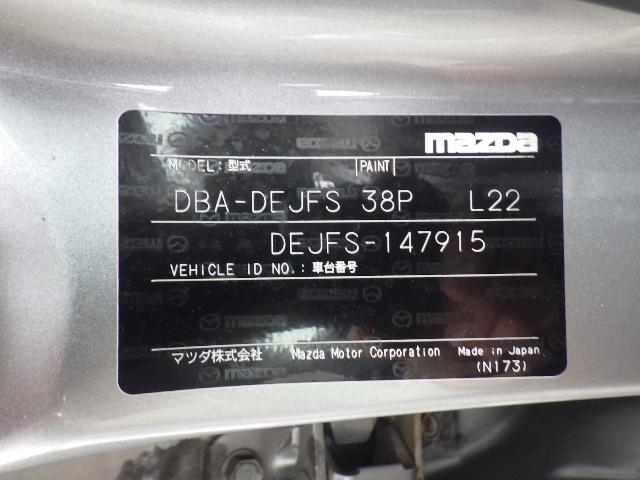 mazda
MODEL: 型式 PAINT
DBA-DEJFS 38P L22
DEJFS-147915
VEHICLE ID NO.: 車台番号
マツダ株式会社 Mazda Motor Corporation Made in Japan
(N173)